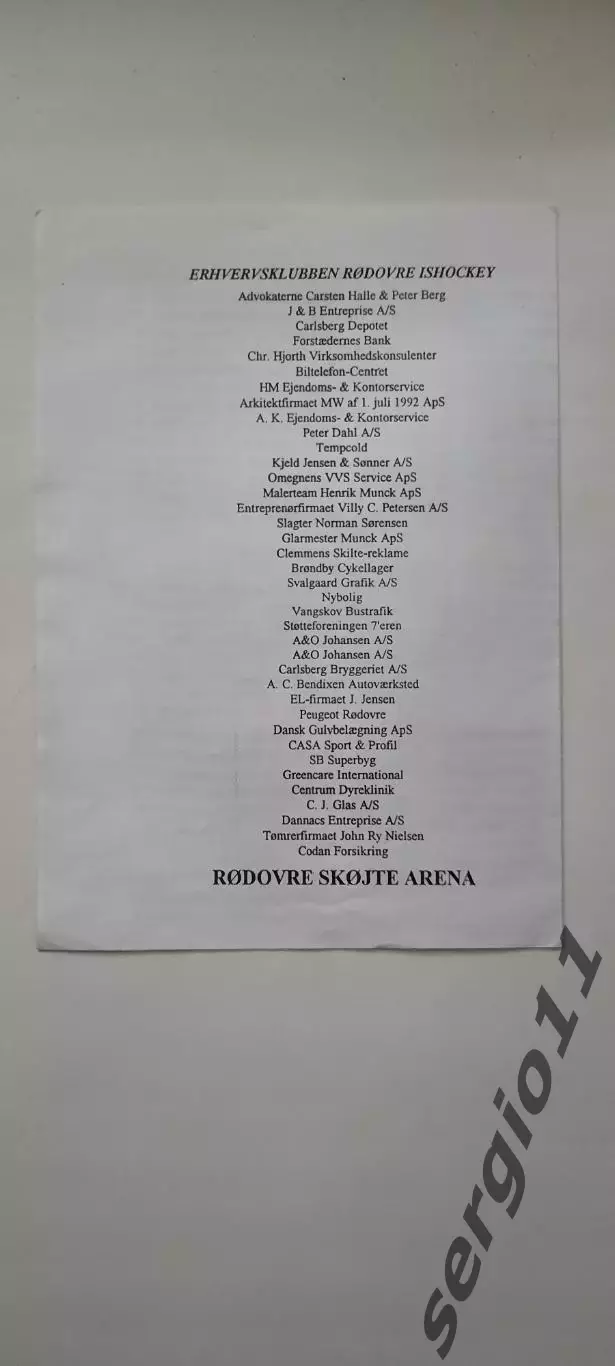 ERHVERVSKLUBBEN RØDOVRE ISHOCKEY
Advokaterne Carsten Halle & Peter Berg
J & B Entreprise A/S
Carlsberg Depotet
Forstædernes Bank
Chr. Hjorth Virksomhedskonsulenter
Biltelefon-Centret
HM Ejendoms- & Kontorservice
Arkitektfirmaet MW af 1. juli 1992 ApS
A. K. Ejendoms- & Kontorservice
Peter Dahl A/S
Tempcold
Kjeld Jensen & Sønner A/S
Omegnens VVS Service ApS
Malerteam Henrik Munck ApS
Entreprenørfirmaet Villy C. Petersen A/S
Slagter Norman Sørensen
Glarmester Munck ApS
Clemmens Skilte-reklame
Brøndby Cykellager
Svalgaard Grafik A/S
Nybolig
Vangskov Bustrafik
Støtteforeningen 7'eren
A&O Johansen A/S
A&O Johansen A/S
Carlsberg Bryggeriet A/S
A. C. Bendixen Autoværksted
EL-firmaet J. Jensen
Peugeot Rødovre
Dansk Gulvbelægning ApS
CASA Sport & Profil
SB Superbyg
Greencare International
Centrum Dyreklinik
C. J. Glas A/S
Dannacs Entreprise A/S
Tømrerfirmaet John Ry Nielsen
Codan Forsikring
RØDOVRE SKØJTE ARENA
sergio11